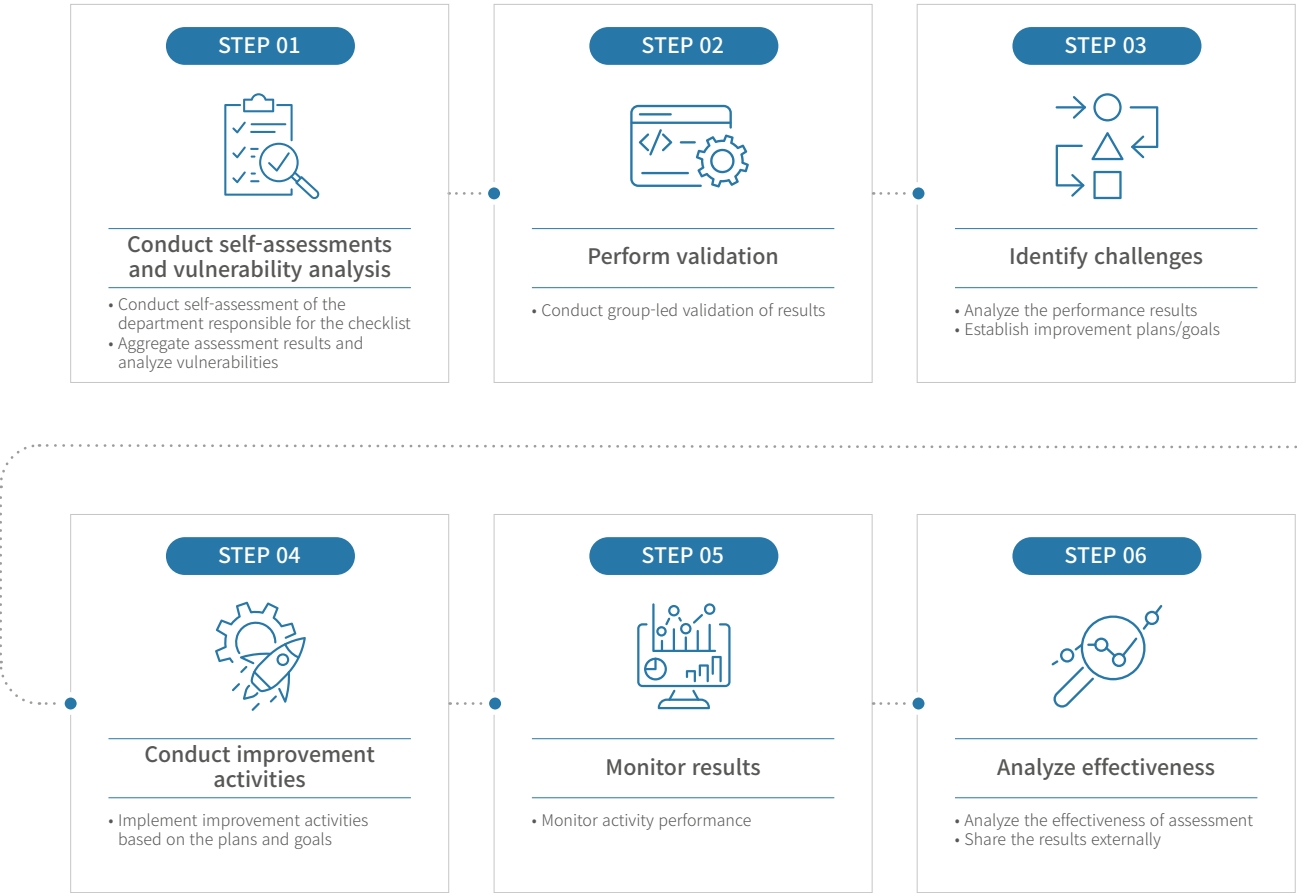 STEP 01
Conduct self-assessments
and vulnerability analysis
• Conduct self-assessment of the
department responsible for the checklist
• Aggregate assessment results and
analyze vulnerabilities
STEP 02
</>
Perform validation
• Conduct group-led validation of results
STEP 03
Identify challenges
• Analyze the performance results
• Establish improvement plans/goals
STEP 04
Conduct improvement
activities
• Implement improvement activities
based on the plans and goals
STEP 05
Monitor results
• Monitor activity performance
STEP 06
Analyze effectiveness
• Analyze the effectiveness of assessment
• Share the results externally